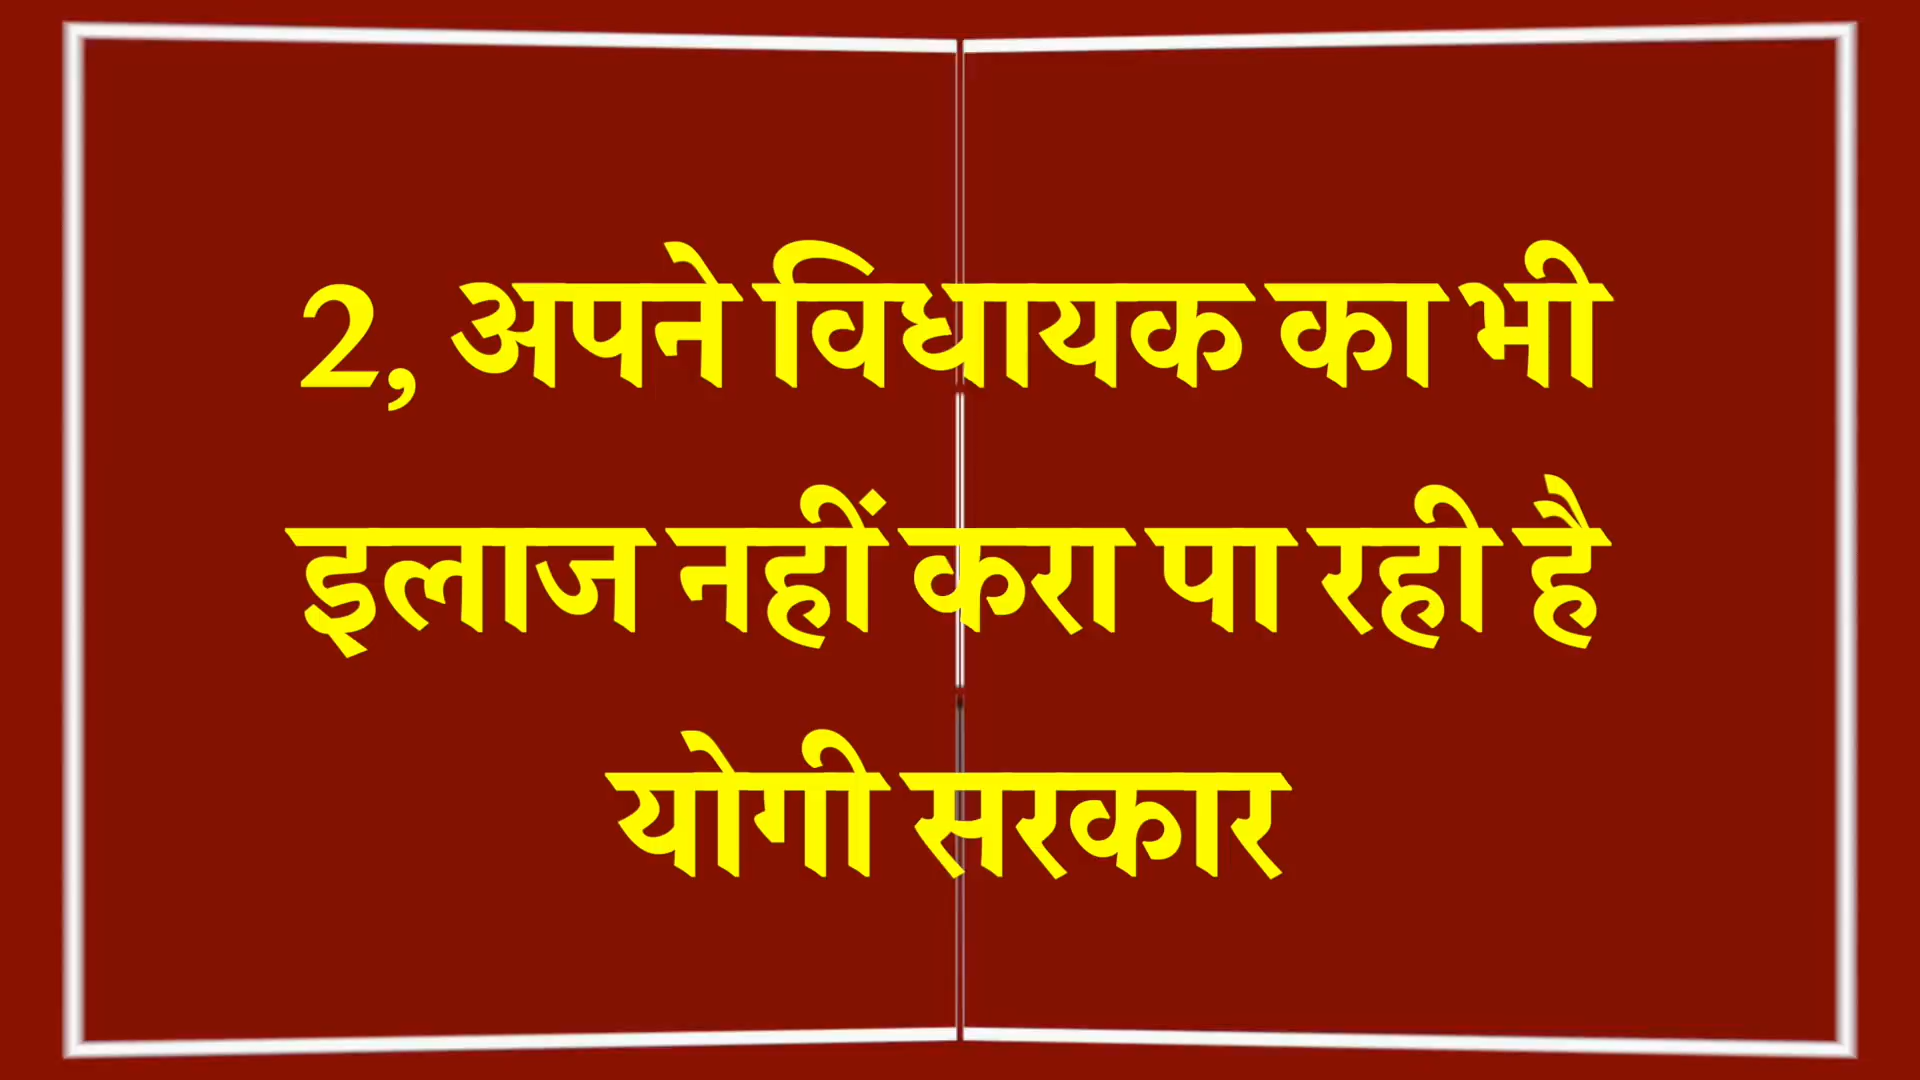 2, अपने विधायक का भी
इलाज नहीं करा पा रही है
योगी सरकार